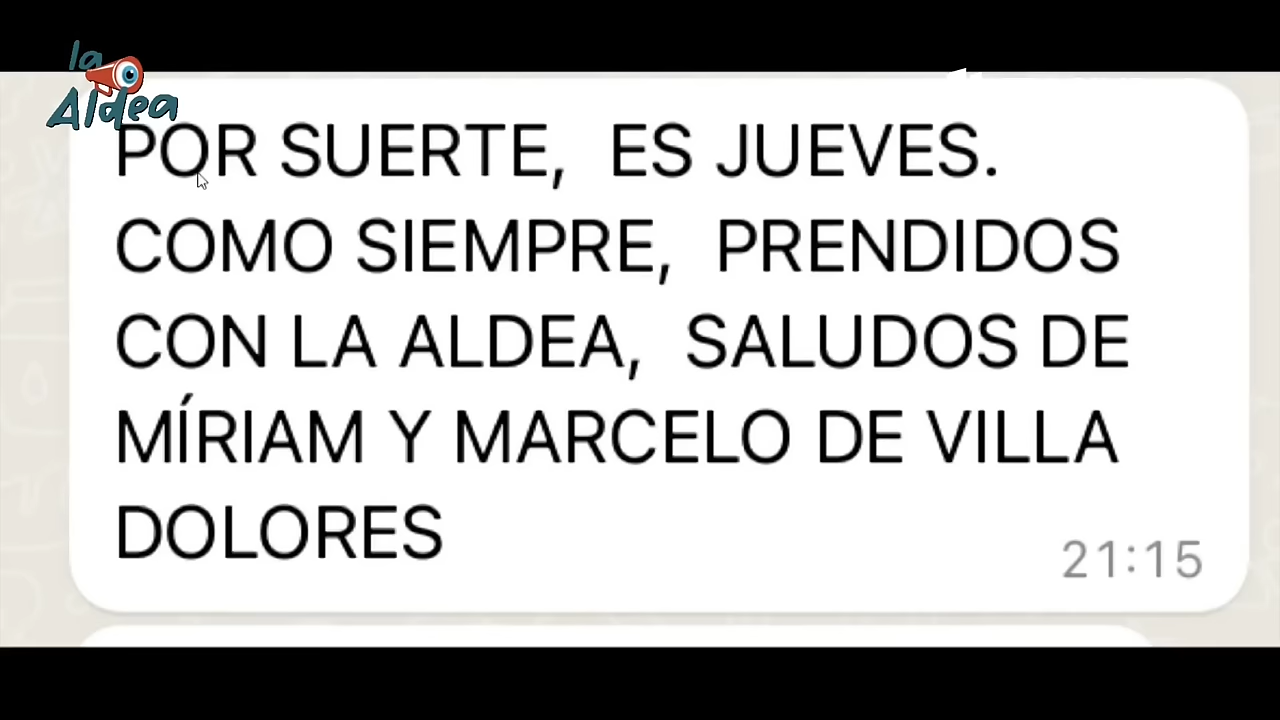 la
Aldea
POR SUERTE, ES JUEVES.
COMO SIEMPRE, PRENDIDOS
CON LA ALDEA, SALUDOS DE
MÍRIAM Y MARCELO DE VILLA
DOLORES
21:15